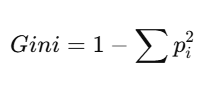 Gini = 1 – ∑ p_i^2